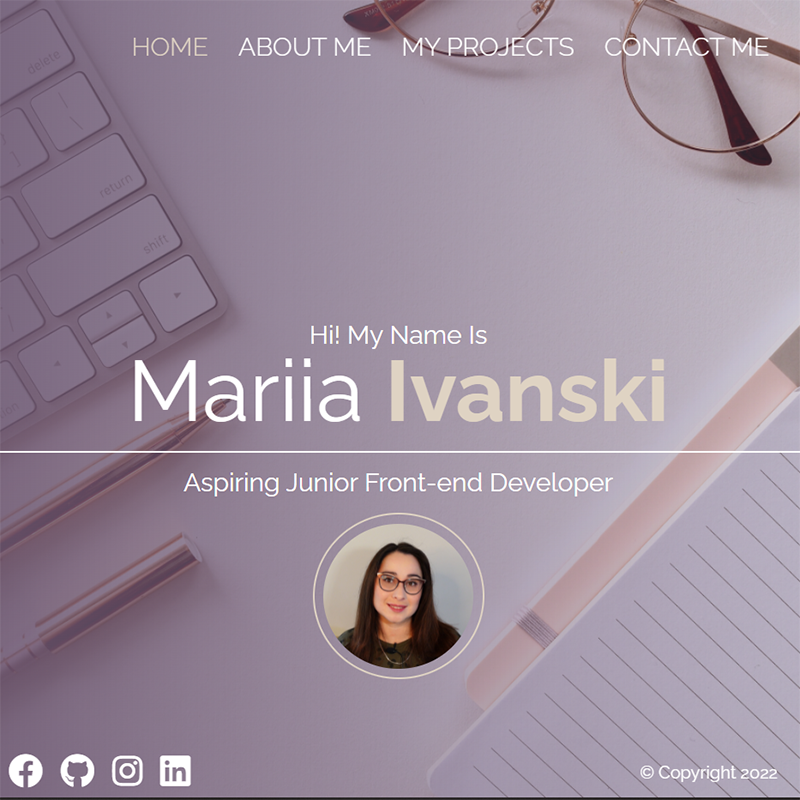 HOME ABOUT ME MY PROJECTS CONTACT ME
delete
return
shift
Hi! My Name Is
Mariia Ivanski
Aspiring Junior Front-end Developer
© Copyright 2022